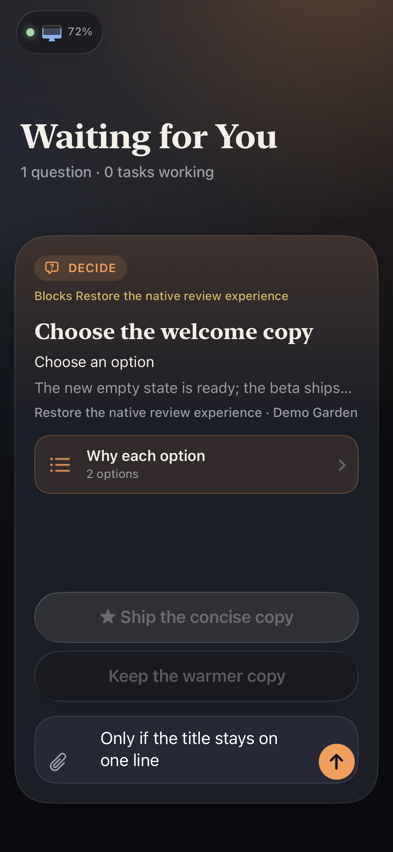 72%
Waiting for You
1 question · 0 tasks working
DECIDE
Blocks Restore the native review experience
Choose the welcome copy
Choose an option
The new empty state is ready; the beta ships...
Restore the native review experience · Demo Garden
Why each option
2 options
Ship the concise copy
Keep the warmer copy
Only if the title stays on
one line